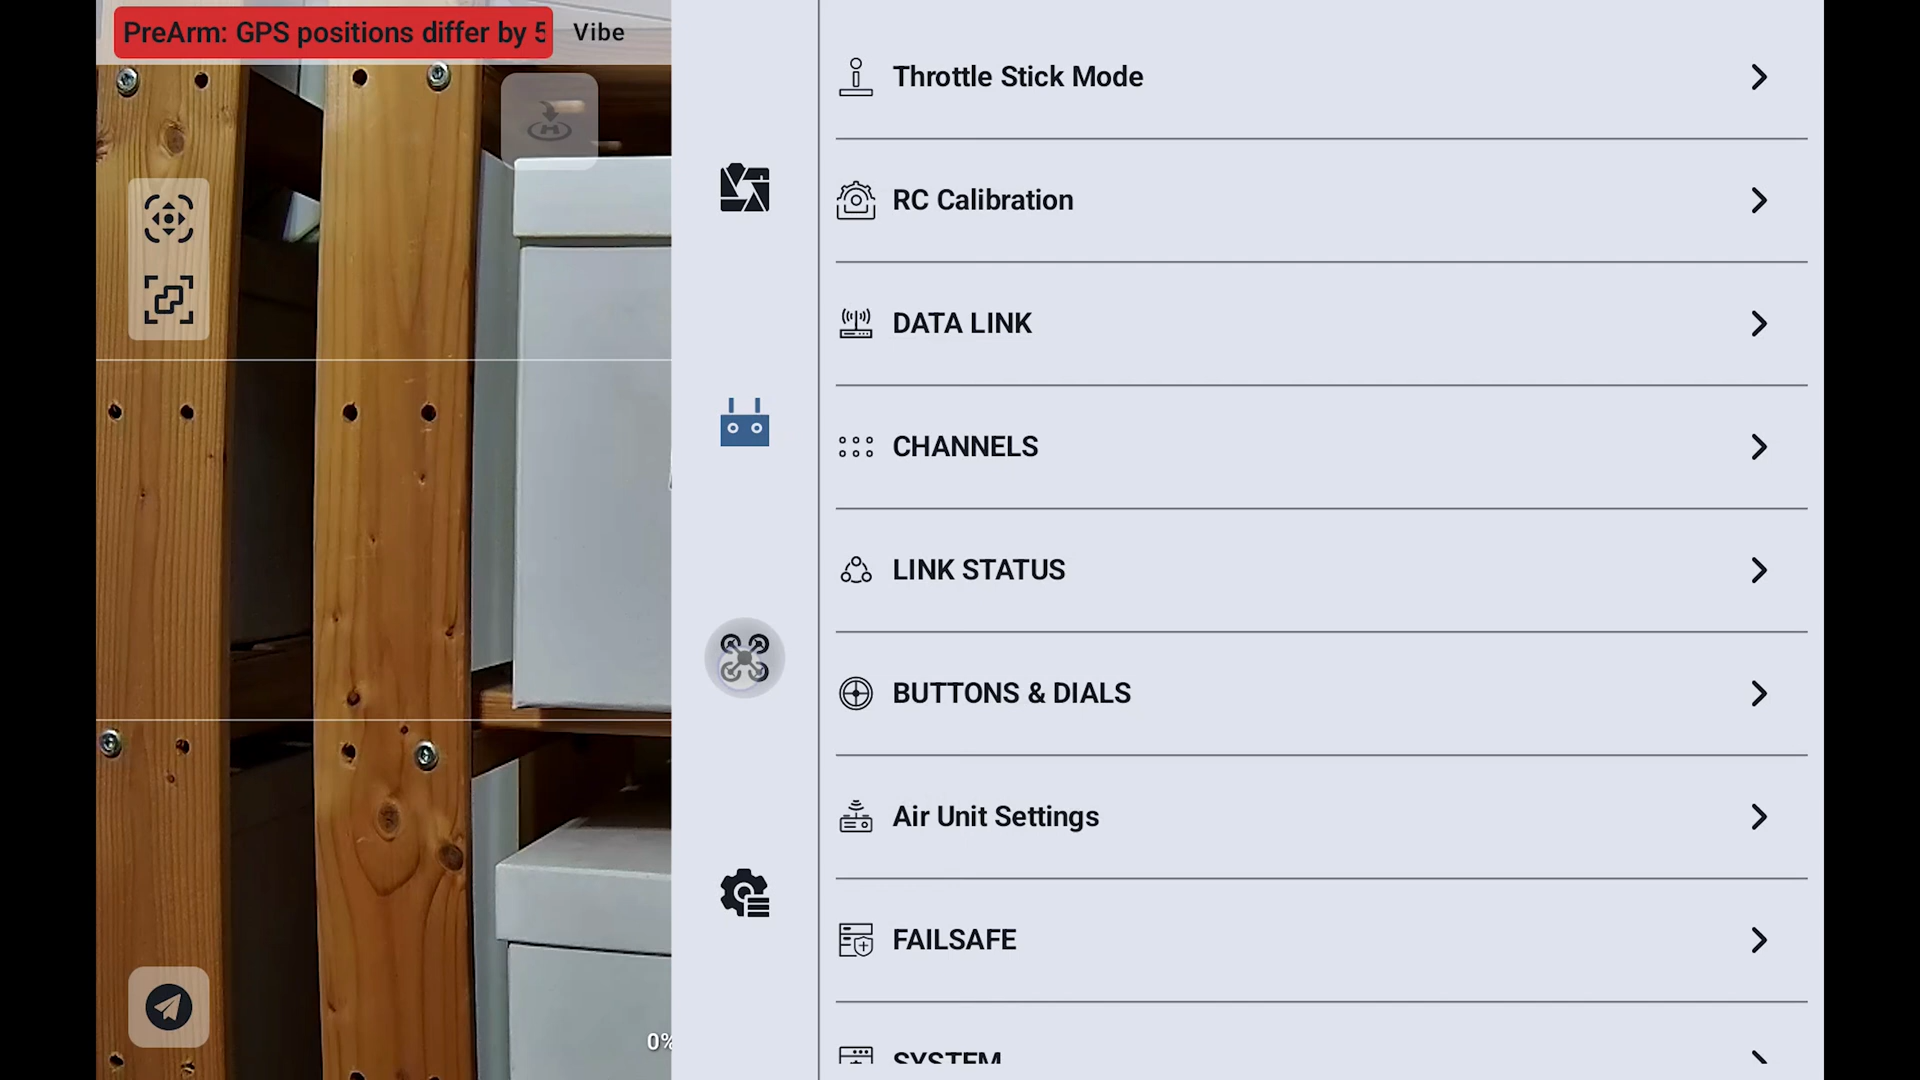 PreArm: GPS positions differ by 5
Vibe
Throttle Stick Mode
RC Calibration
DATA LINK
CHANNELS
LINK STATUS
BUTTONS & DIALS
Air Unit Settings
FAILSAFE
0%
SYSTEM